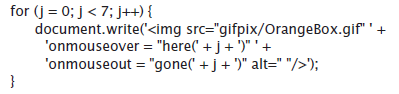 for (j = 0; j < 7; j++) {
document.write('<img src="gifpix/OrangeBox.gif" ' +
'onmouseover = "here(' + j + ')" ' +
'onmouseout = "gone(' + j + ')" alt=" "/>');
}